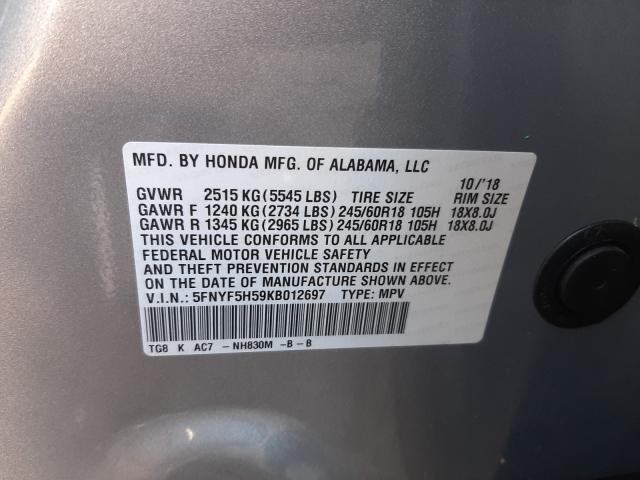 MFD. BY HONDA MFG. OF ALABAMA, LLC
10/'18
GVWR 2515 KG (5545 LBS) TIRE SIZE RIM SIZE
GAWR F 1240 KG (2734 LBS) 245/60R18 105H 18X8.0J
GAWR R 1345 KG (2965 LBS) 245/60R18 105H 18X8.0J
THIS VEHICLE CONFORMS TO ALL APPLICABLE
FEDERAL MOTOR VEHICLE SAFETY
AND THEFT PREVENTION STANDARDS IN EFFECT
ON THE DATE OF MANUFACTURE SHOWN ABOVE.
V.I.N.: 5FNYF5H59KB012697 TYPE: MPV
TG8 K AC7 - NH830M -B - B